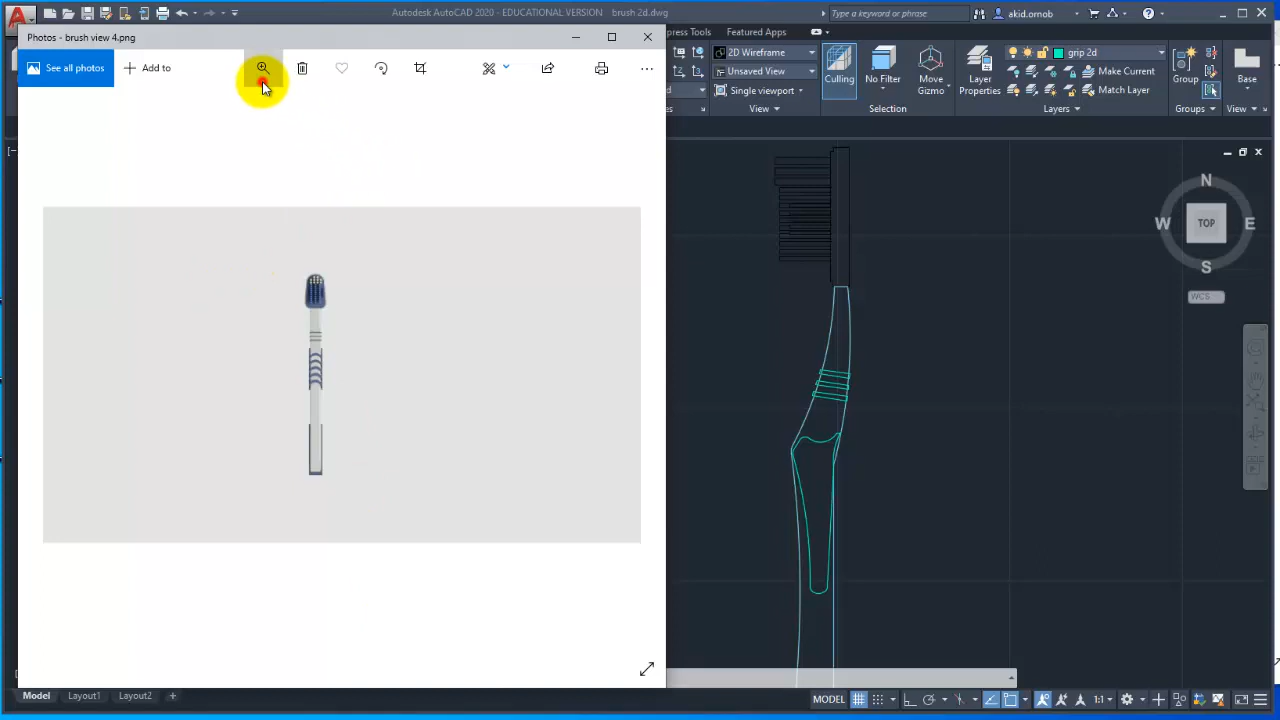 Autodesk AutoCAD 2020 - EDUCATIONAL VERSION brush 2d.dwg
Type a keyword or phrase
akid.ornob
Photos - brush view 4.png
See all photos
Add to
press Tools
Featured Apps
2D Wireframe
Unsaved View
Single viewport
View
Culling
No Filter
Move
Gizmo
Selection
grip 2d
Layer
Properties
Make Current
Match Layer
Layers
Group
Groups
Base
View
N
W
TOP
E
S
WCS
Model
Layout1
Layout2
MODEL
1:1